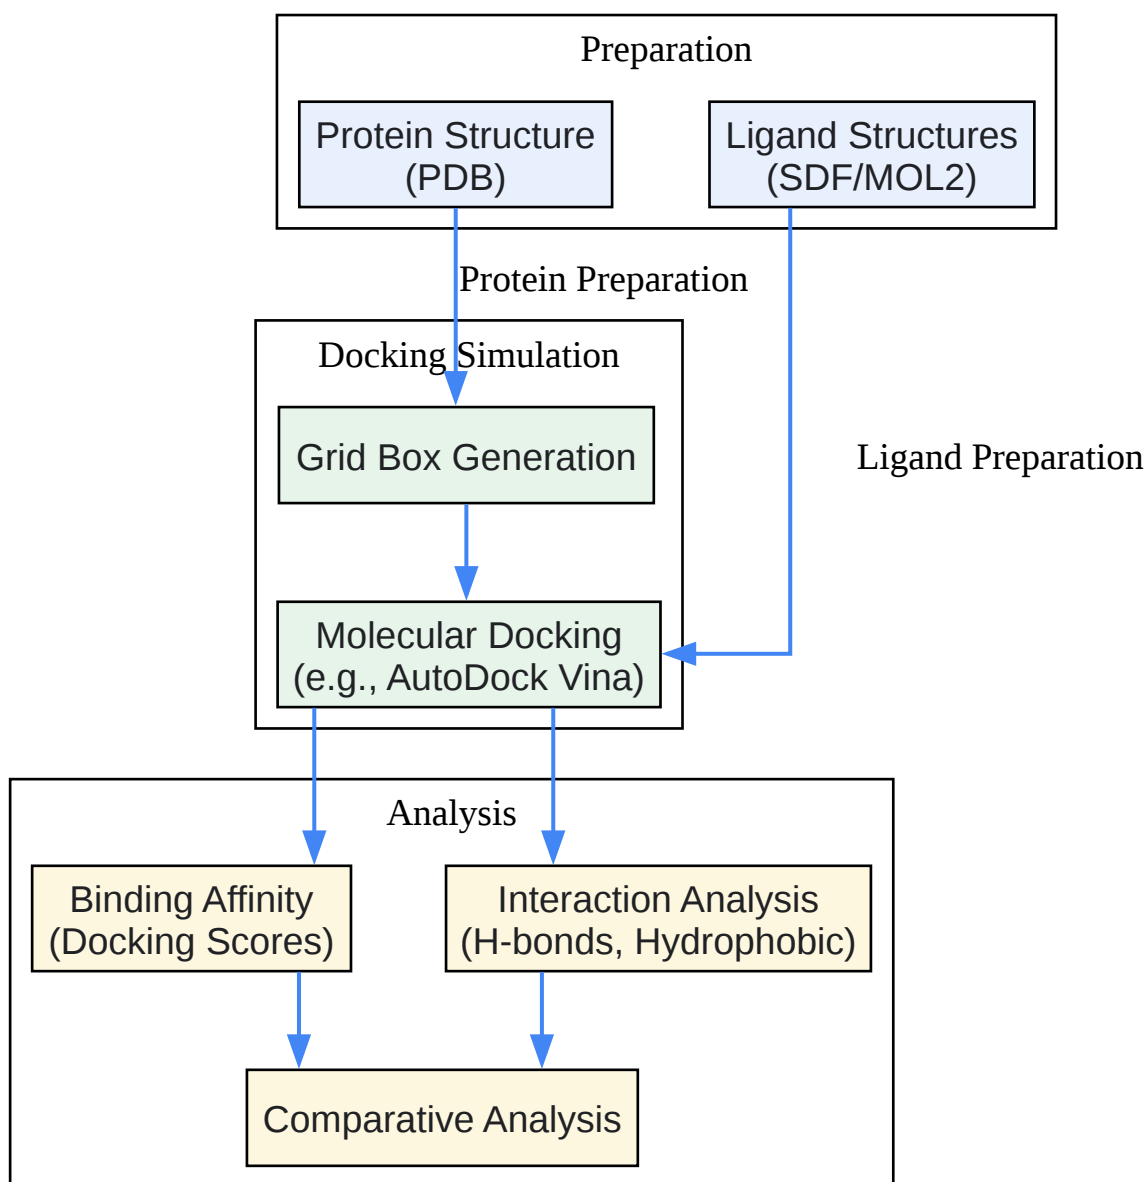 Preparation
Protein Structure
(PDB)
Ligand Structures
(SDF/MOL2)
Protein Preparation
Docking Simulation
Grid Box Generation
Ligand Preparation
Molecular Docking
(e.g., AutoDock Vina)
Analysis
Binding Affinity
(Docking Scores)
Interaction Analysis
(H-bonds, Hydrophobic)
Comparative Analysis